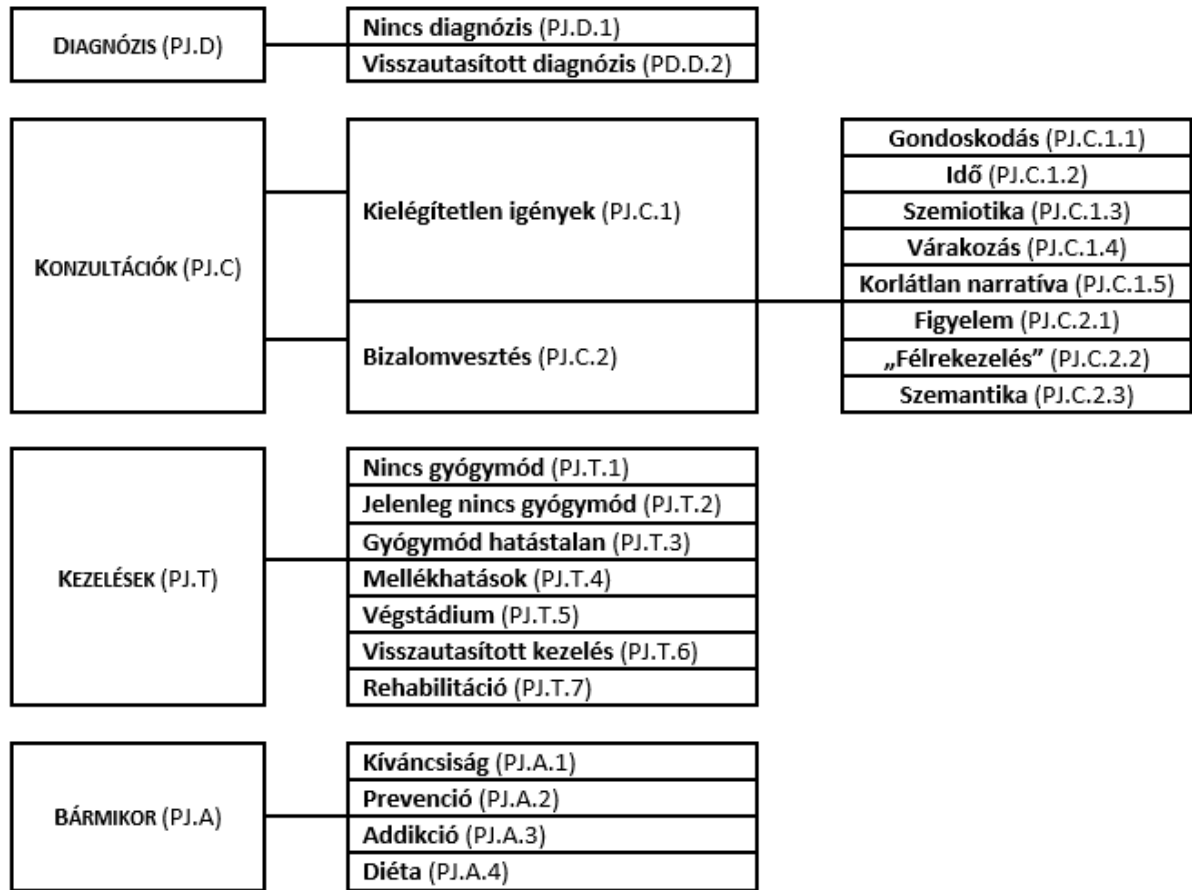 DIAGNÓZIS (PJ.D)
Nincs diagnózis (PJ.D.1)
Visszautasított diagnózis (PD.D.2)
KONZULTÁCIÓK (PJ.C)
Kielégítetlen igények (PJ.C.1)
Bizalomvesztés (PJ.C.2)
Gondoskodás (PJ.C.1.1)
Idő (PJ.C.1.2)
Szemiotika (PJ.C.1.3)
Várakozás (PJ.C.1.4)
Korlátlan narratíva (PJ.C.1.5)
Figyelem (PJ.C.2.1)
„Félrekezelés” (PJ.C.2.2)
Szemantika (PJ.C.2.3)
KEZELÉSEK (PJ.T)
Nincs gyógymód (PJ.T.1)
Jelenleg nincs gyógymód (PJ.T.2)
Gyógymód hatástalan (PJ.T.3)
Mellékhatások (PJ.T.4)
Végstádium (PJ.T.5)
Visszautasított kezelés (PJ.T.6)
Rehabilitáció (PJ.T.7)
BÁRMIKOR (PJ.A)
Kíváncsiság (PJ.A.1)
Prevenció (PJ.A.2)
Addikció (PJ.A.3)
Diéta (PJ.A.4)